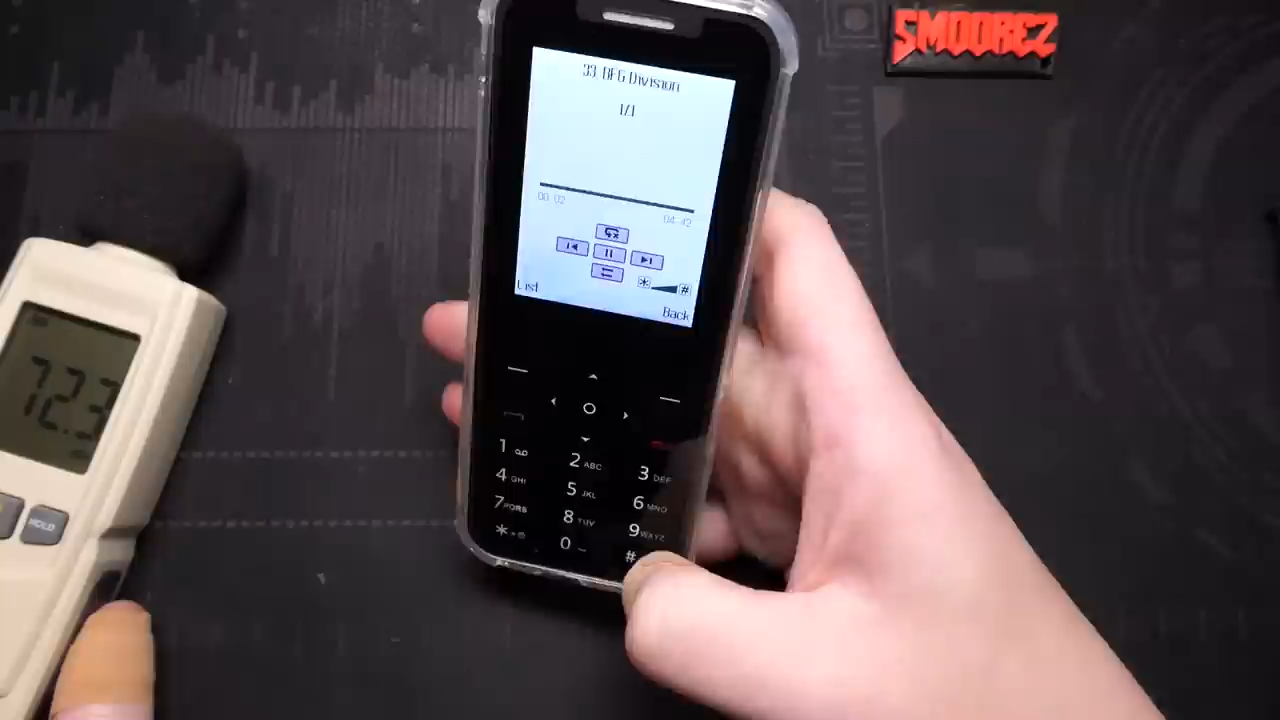 SMOOREZ
33. BFG Division
1/1
00:02
04:42
* #
List
Back
72.3
HOLD
1
2 ABC
3 DEF
4 GHI
5 JKL
6 MNO
7 PQRS
8 TUV
9 WXYZ
*
0
#